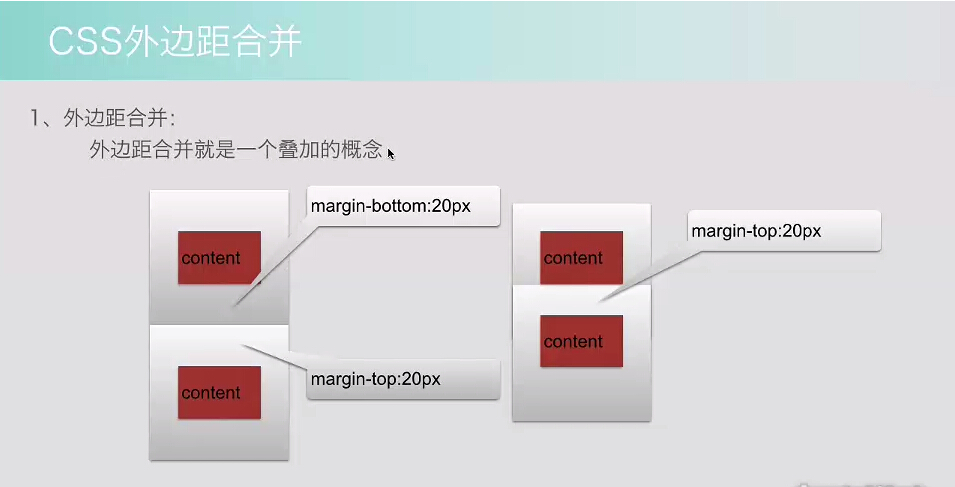 CSS外边距合并
1、外边距合并：
外边距合并就是一个叠加的概念
margin-bottom:20px
content
margin-top:20px
content
margin-top:20px
content
content